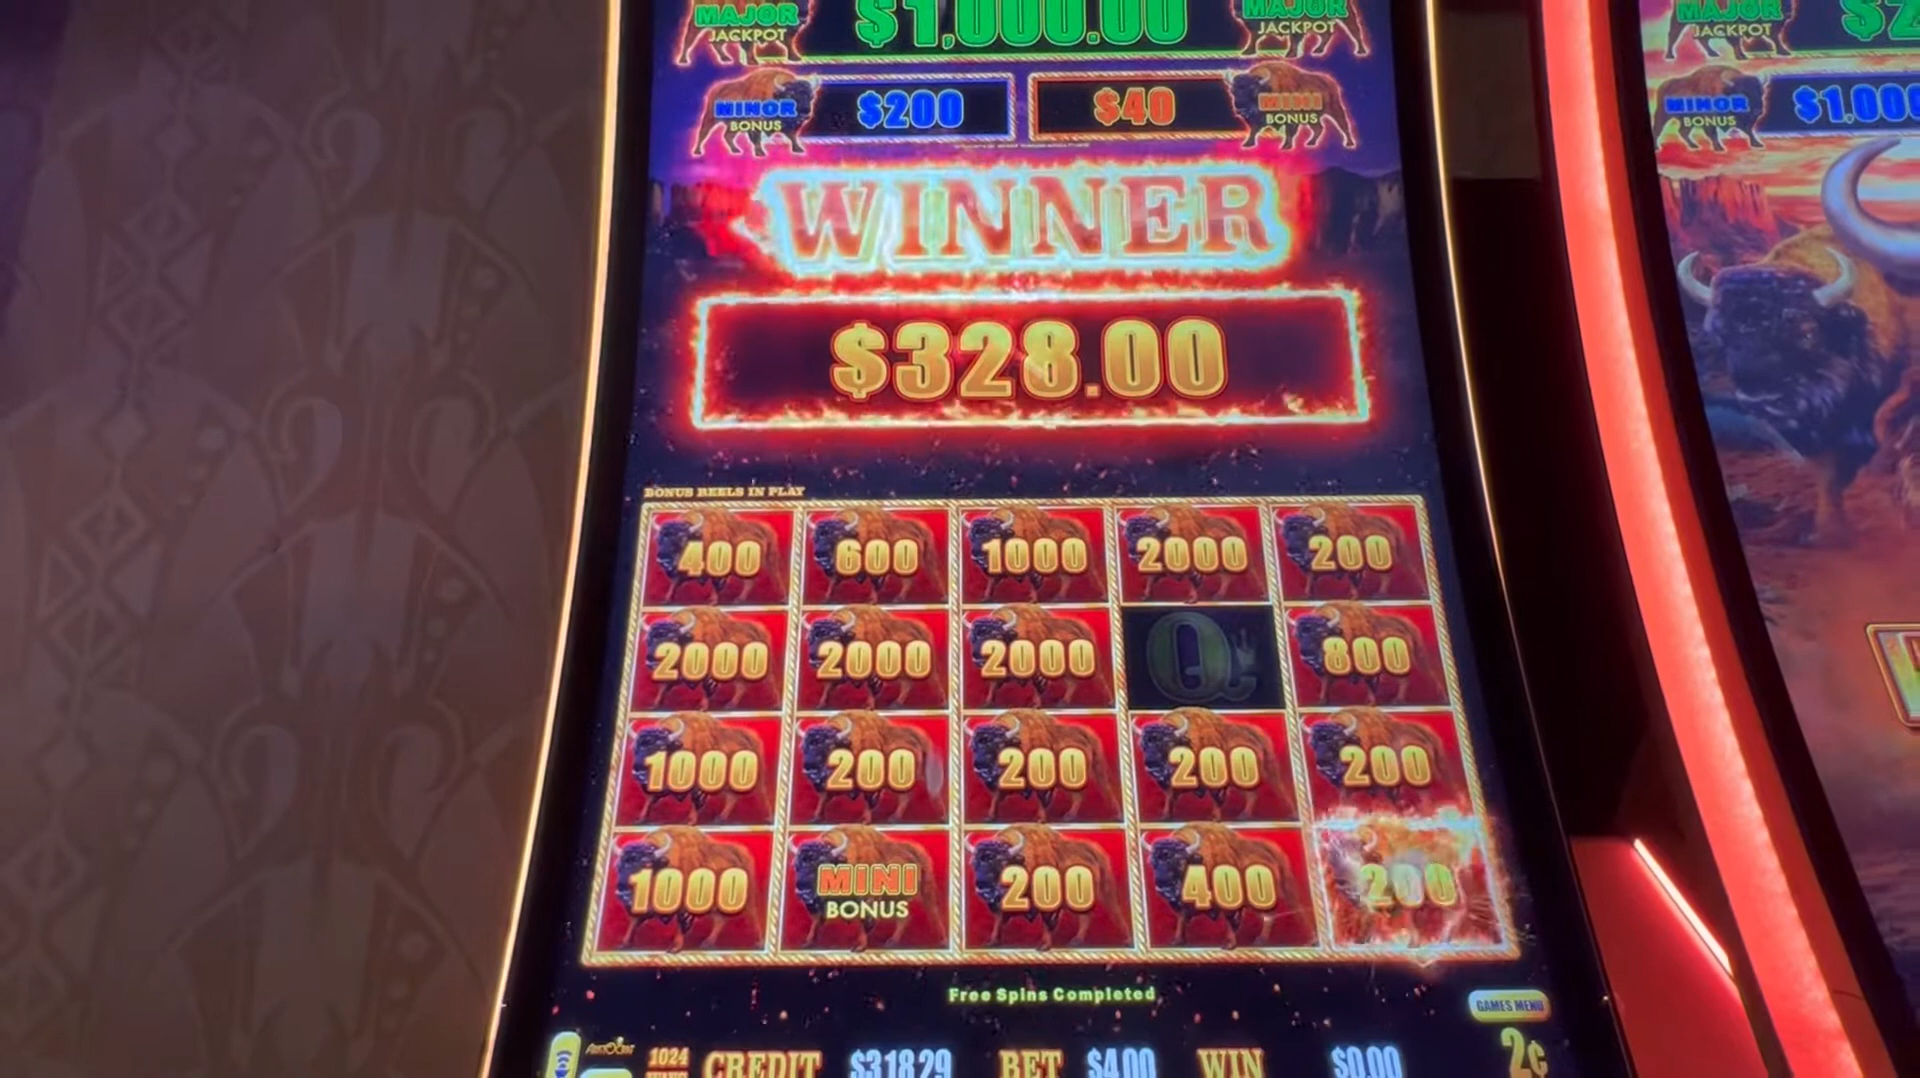 MAJOR JACKPOT $1,000.00 MAJOR JACKPOT
MINOR BONUS $200 $40 MINI BONUS
WINNER
$328.00
BONUS REELS IN PLAY
400 600 1000 2000 200
2000 2000 2000 Q 800
1000 200 200 200 200
1000 MINI BONUS 200 400 200
Free Spins Completed
GAMES MENU
1024
CREDIT $318.29 BET $4.00 WIN $0.00 2¢
MAJOR JACKPOT
MINOR BONUS